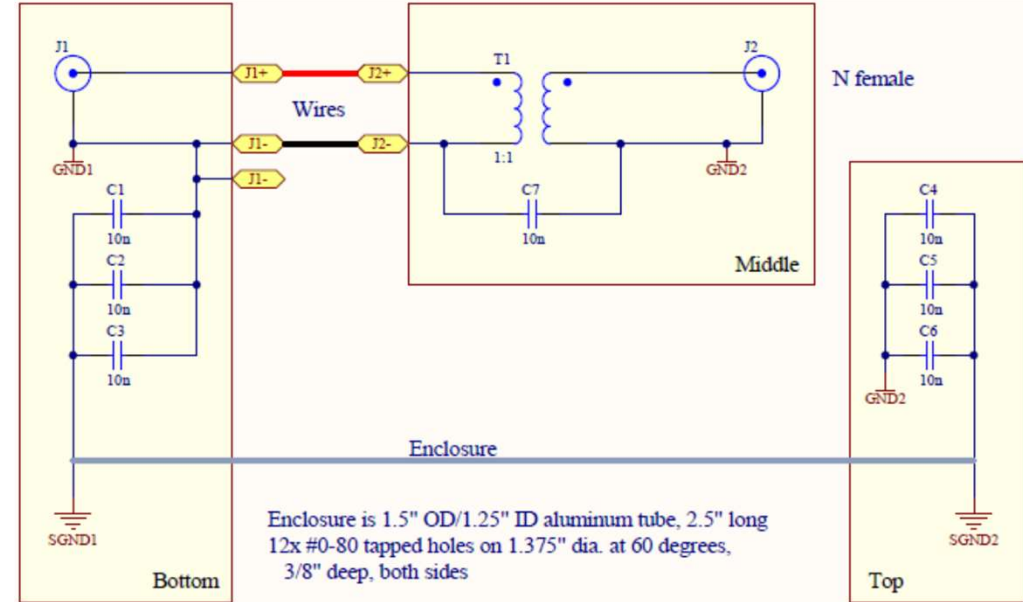 J1
J1+
J2+
T1
J2
N female
Wires
J1-
J2-
GND1
1:1
GND2
J1-
C1
10n
C7
10n
C4
10n
C2
10n
Middle
C5
10n
C3
10n
C6
10n
GND2
Enclosure
SGND1
Enclosure is 1.5" OD/1.25" ID aluminum tube, 2.5" long
12x #0-80 tapped holes on 1.375" dia. at 60 degrees,
3/8" deep, both sides
SGND2
Bottom
Top